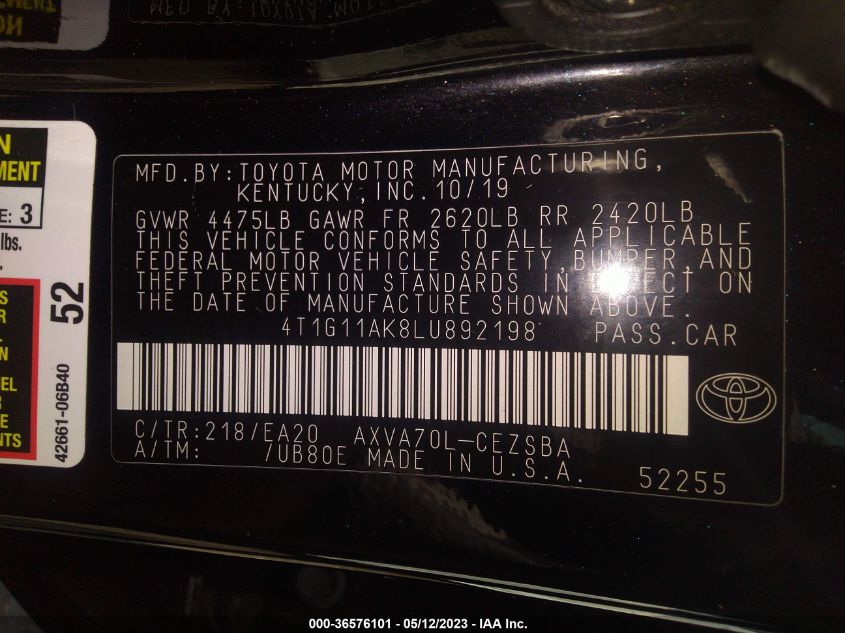 MFD.BY:TOYOTA MOTOR MANUFACTURING,
KENTUCKY, INC.10/19
GVWR 4475LB GAWR FR 2620LB RR 2420LB
THIS VEHICLE CONFORMS TO ALL APPLICABLE
FEDERAL MOTOR VEHICLE SAFETY, BUMPER, AND
THEFT PREVENTION STANDARDS IN EFFECT ON
THE DATE OF MANUFACTURE SHOWN ABOVE.
4T1G11AK8LU892198 PASS.CAR
C/TR:218/EA20 AXVA70L-CEZSBA
A/TM: /UB80E MADE IN U.S.A.
52255
E: 3
lbs.
52
42661-06B40
000-36576101 - 05/12/2023 - IAA Inc.